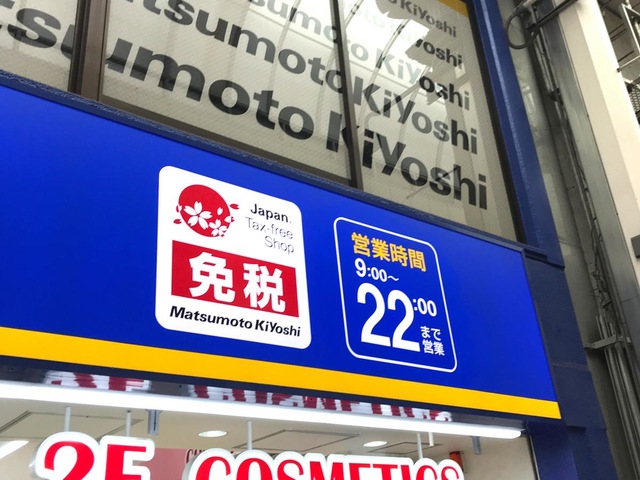 Matsumoto KiYoshi
Matsumoto KiYoshi
Matsumoto KiYoshi
Japan.
Tax-free
Shop
免税
Matsumoto KiYoshi
営業時間
9:00～
22:00
まで
営業
2F COSMETICS